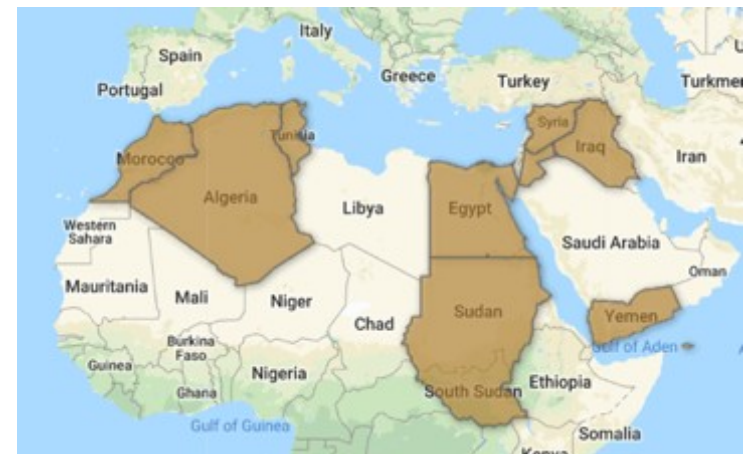 Italy
Spain
Greece
Turkey
Portugal
Syria
Tunisia
Morocco
Iraq
Iran
Algeria
Libya
Egypt
Western
Sahara
Saudi Arabia
Oman
Mauritania
Mali
Niger
Sudan
Yemen
Chad
Gulf of Aden
Burkina
Faso
Guinea
Nigeria
Ethiopia
South Sudan
Ghana
Gulf of Guinea
Somalia